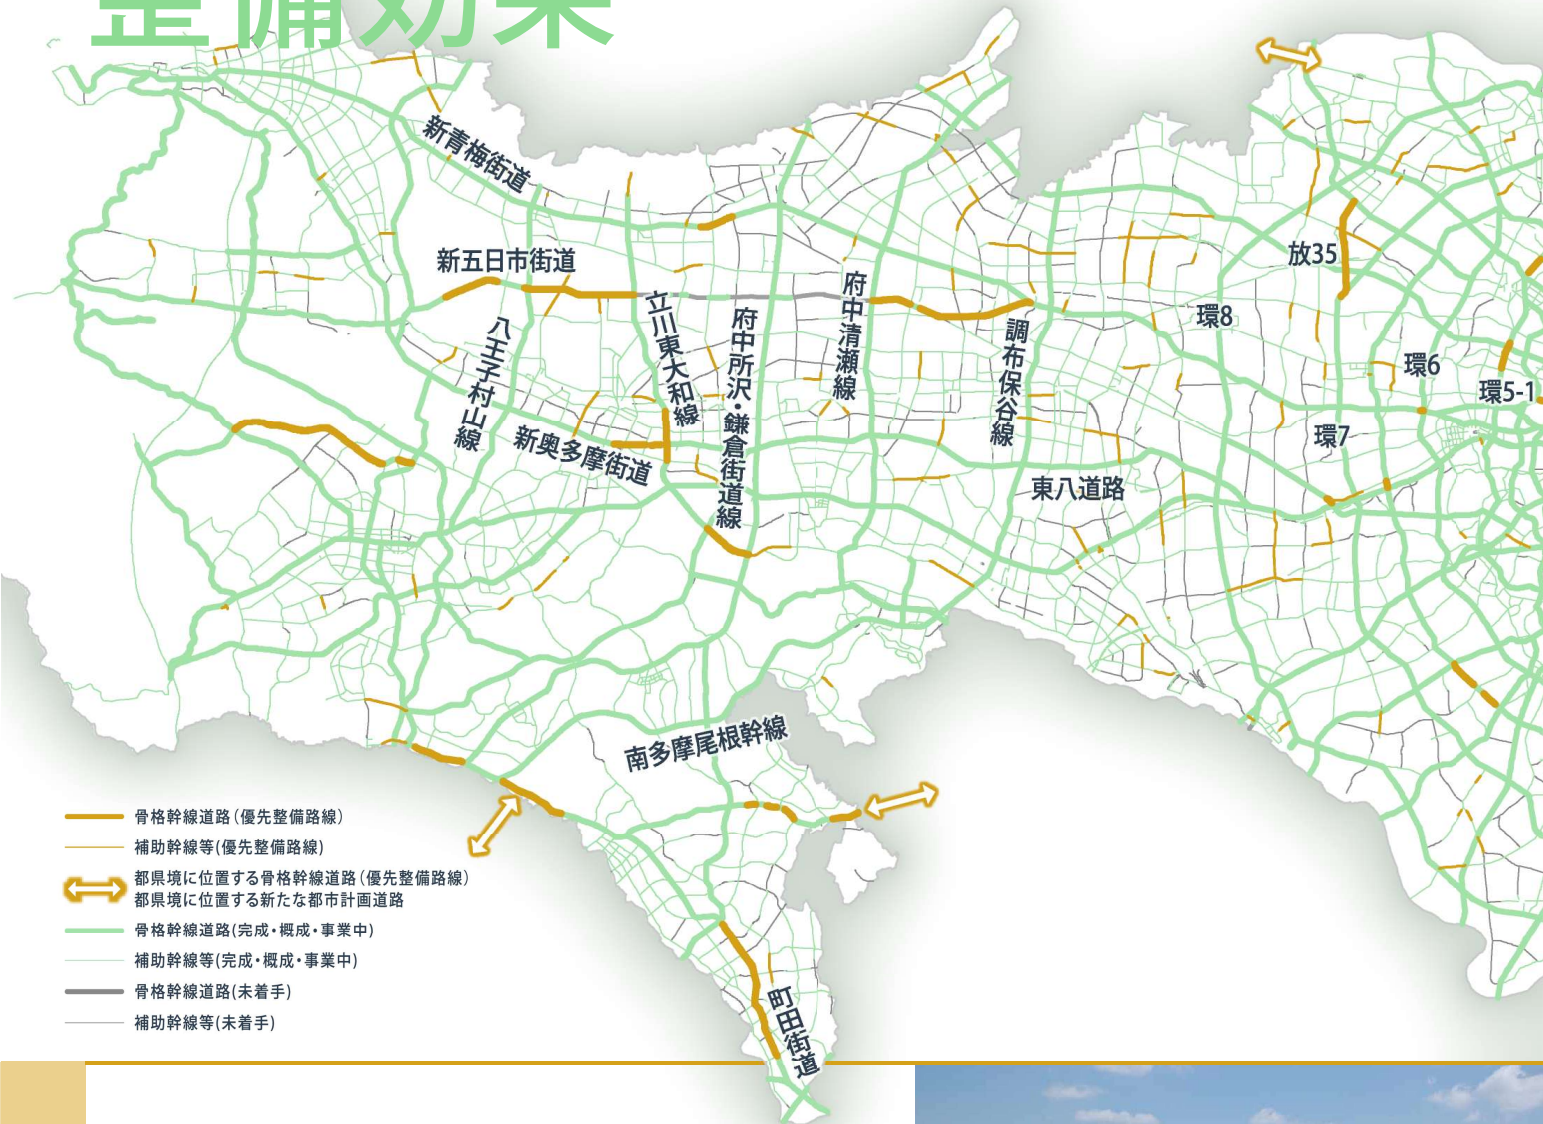 整備効果
新青梅街道
新五日市街道
八王子村山線
新奥多摩街道
立川東大和線
府中所沢・鎌倉街道線
府中清瀬線
調布保谷線
東八道路
放35
環8
環7
環6
環5-1
南多摩尾根幹線
町田街道
骨格幹線道路(優先整備路線)
補助幹線等(優先整備路線)
都県境に位置する骨格幹線道路(優先整備路線)
都県境に位置する新たな都市計画道路
骨格幹線道路(完成・概成・事業中)
補助幹線等(完成・概成・事業中)
骨格幹線道路(未着手)
補助幹線等(未着手)